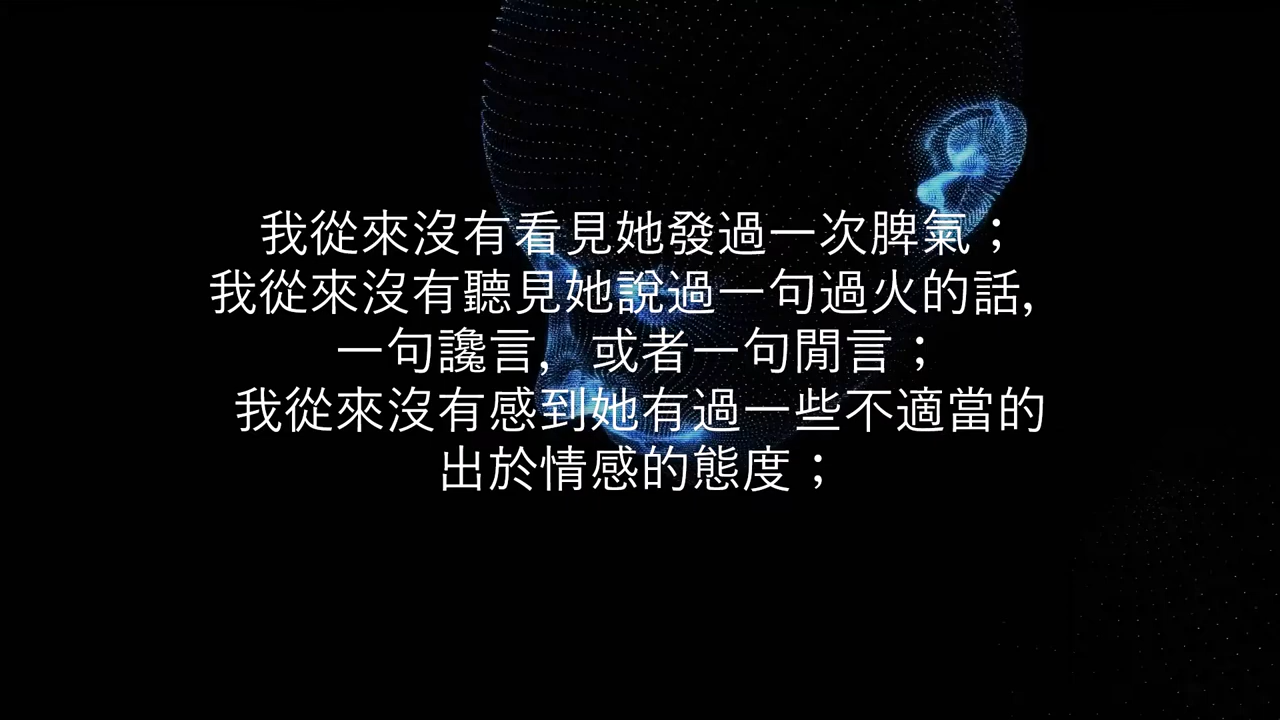 我從來沒有看見她發過一次脾氣；
我從來沒有聽見她說過一句過火的話,
一句讒言, 或者一句閒言；
我從來沒有感到她有過一些不適當的
出於情感的態度；